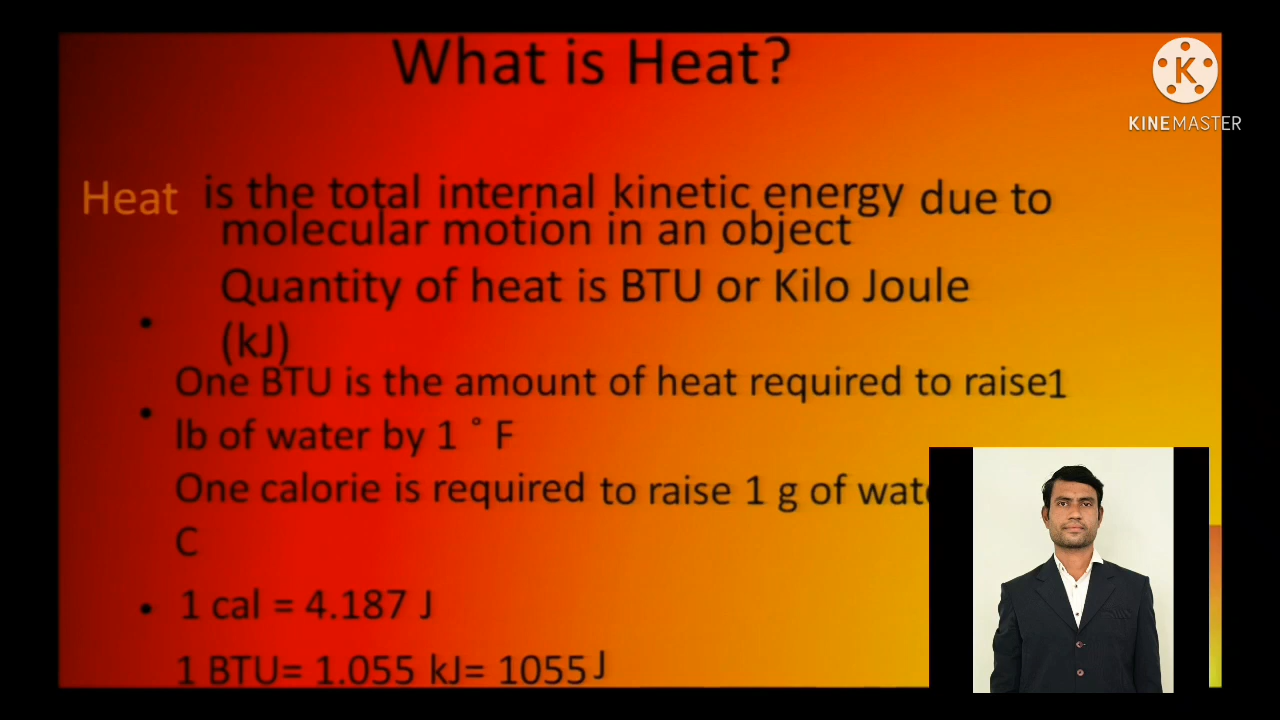 What is Heat?
KINEMASTER
Heat is the total internal kinetic energy due to
molecular motion in an object
Quantity of heat is BTU or Kilo Joule
(kJ)
One BTU is the amount of heat required to raise1
lb of water by 1 ˚ F
One calorie is required to raise 1 g of
C
1 cal = 4.187 J
1 BTU= 1.055 kJ= 1055 J